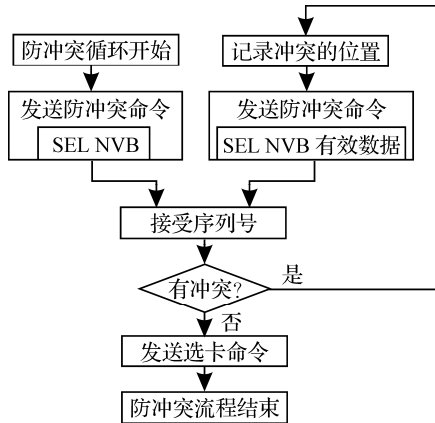 防冲突循环开始
记录冲突的位置
发送防冲突命令
SEL NVB
发送防冲突命令
SEL NVB 有效数据
接受序列号
有冲突?
是
否
发送选卡命令
防冲突流程结束